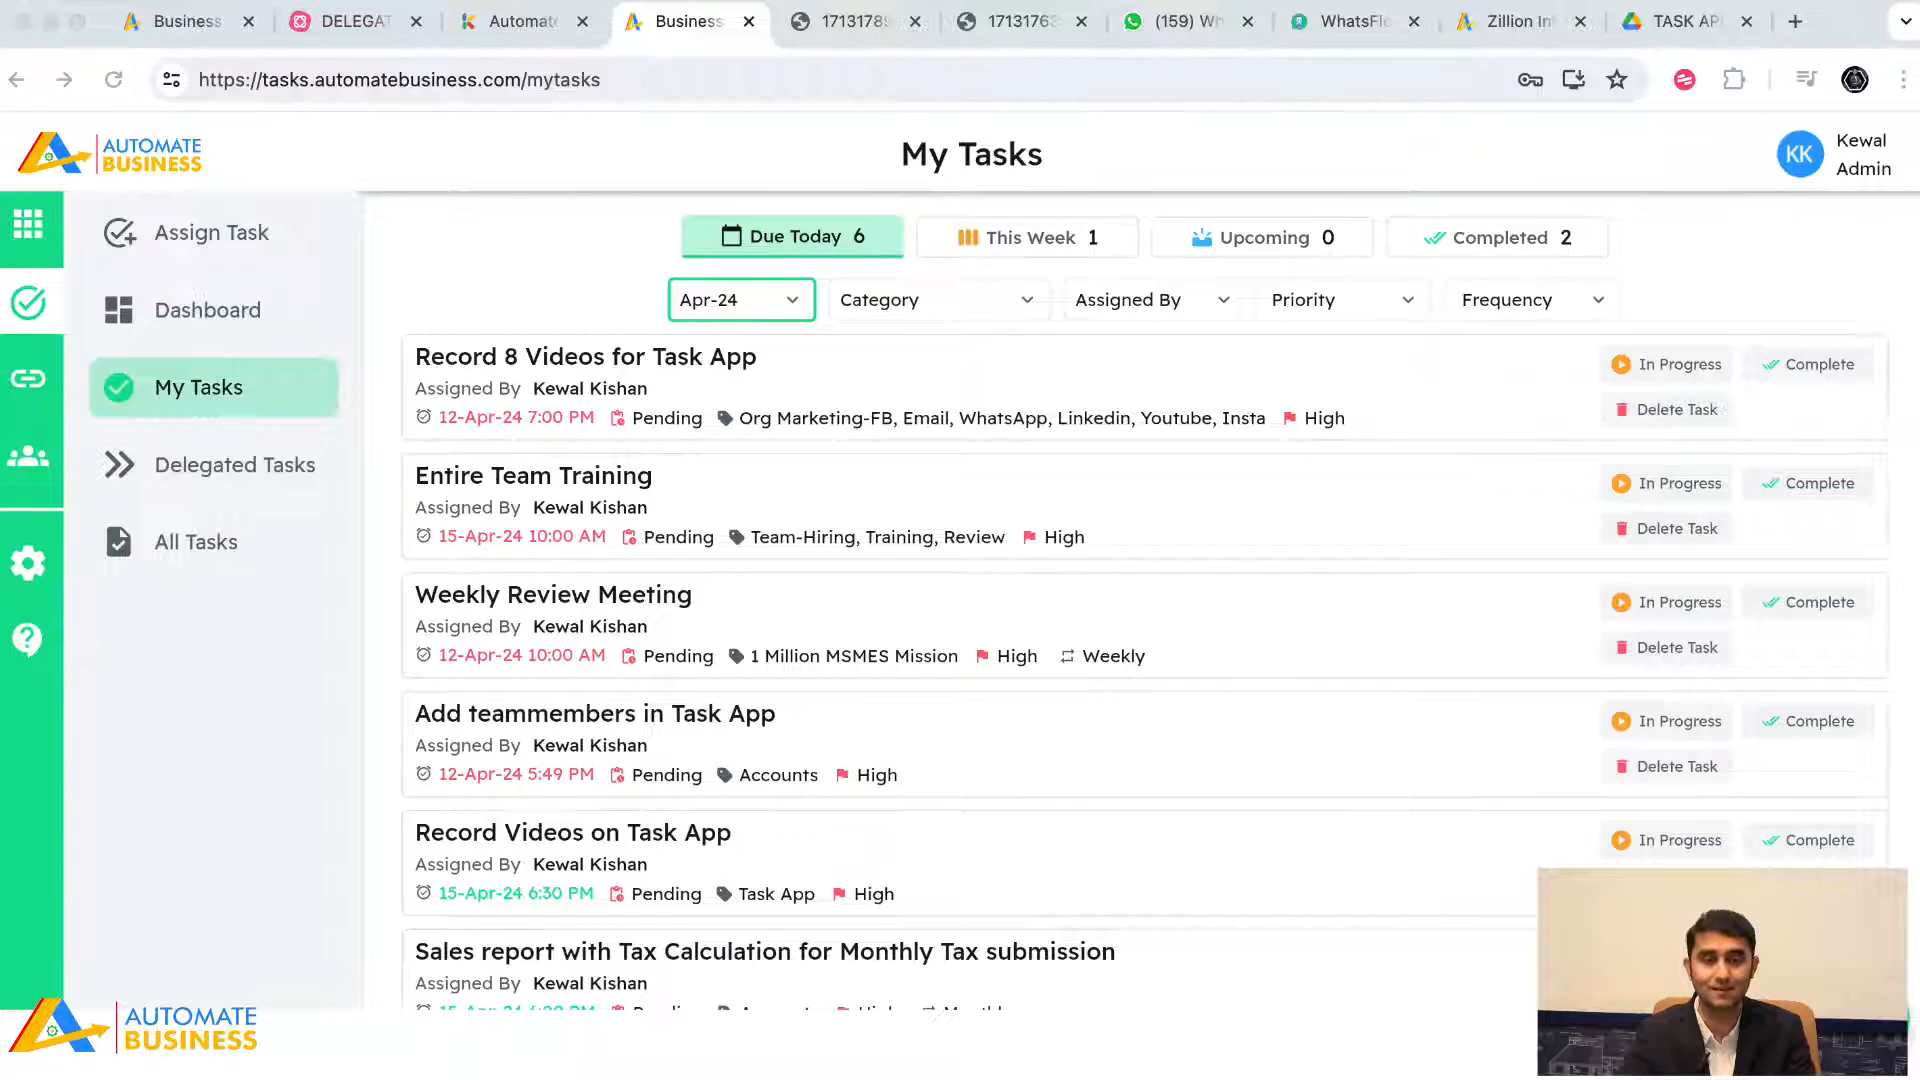 Business
DELEGAT
Automate
Business
1713178
1713176
(159) Wh
WhatsFlo
Zillion In
TASK AP
https://tasks.automatebusiness.com/mytasks
AUTOMATE
BUSINESS
My Tasks
KK
Kewal
Admin
Assign Task
Dashboard
My Tasks
Delegated Tasks
All Tasks
Due Today 6
This Week 1
Upcoming 0
Completed 2
Apr-24
Category
Assigned By
Priority
Frequency
Record 8 Videos for Task App
Assigned By Kewal Kishan
12-Apr-24 7:00 PM Pending Org Marketing-FB, Email, WhatsApp, Linkedin, Youtube, Insta High
In Progress
Complete
Delete Task
Entire Team Training
Assigned By Kewal Kishan
15-Apr-24 10:00 AM Pending Team-Hiring, Training, Review High
In Progress
Complete
Delete Task
Weekly Review Meeting
Assigned By Kewal Kishan
12-Apr-24 10:00 AM Pending 1 Million MSMES Mission High Weekly
In Progress
Complete
Delete Task
Add teammembers in Task App
Assigned By Kewal Kishan
12-Apr-24 5:49 PM Pending Accounts High
In Progress
Complete
Delete Task
Record Videos on Task App
Assigned By Kewal Kishan
15-Apr-24 6:30 PM Pending Task App High
In Progress
Complete
Sales report with Tax Calculation for Monthly Tax submission
Assigned By Kewal Kishan
AUTOMATE
BUSINESS